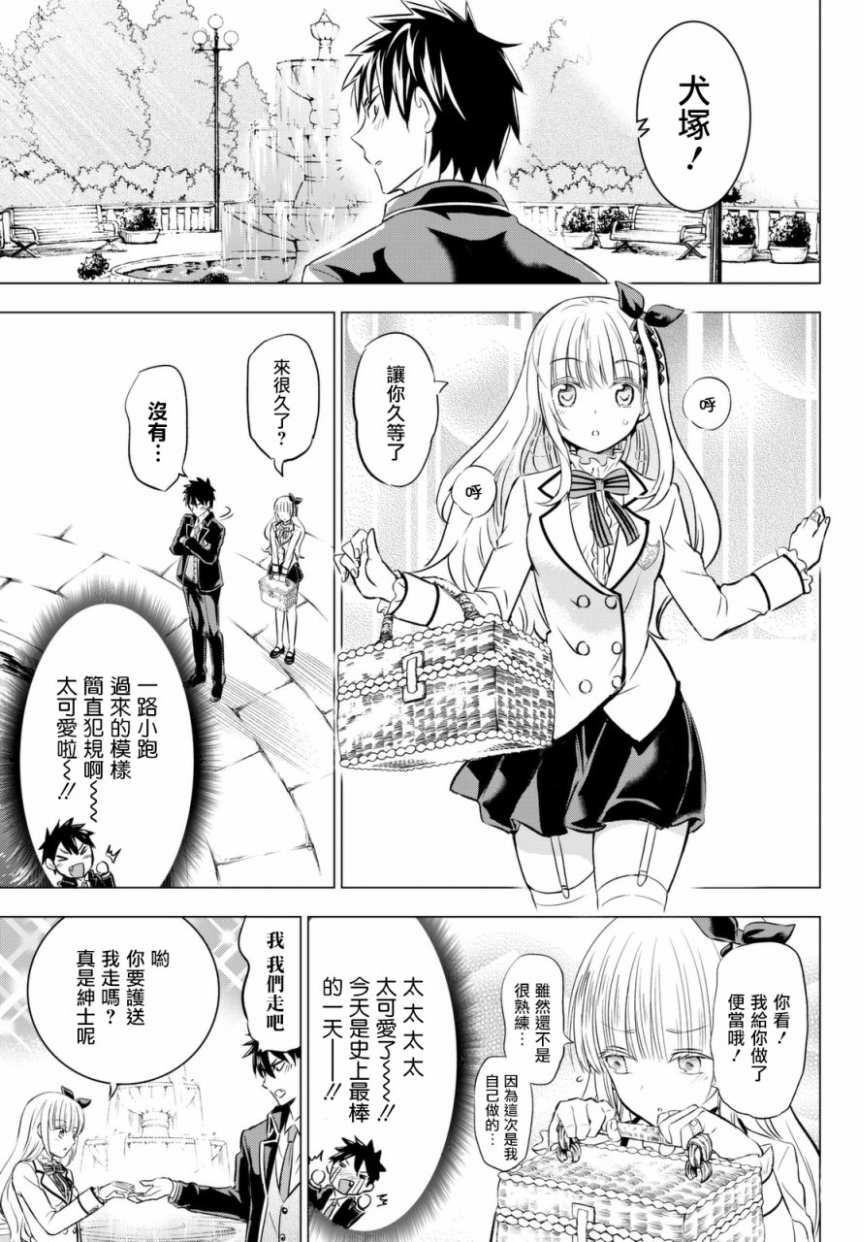 犬塚！
呼
讓你久等了
呼
來很久了？
沒有…
一路小跑
過來的模樣
簡直犯規啊～～
太可愛啦～～!!
你看！
我給你做了
便當哦！
雖然還不是
很熟練…
因為這次是我
自己做的…
太太太太
太可愛了～～～!!
今天是史上最棒
的一天——!!
我我們走吧
喲
你要護送
我走嗎？
真是紳士呢